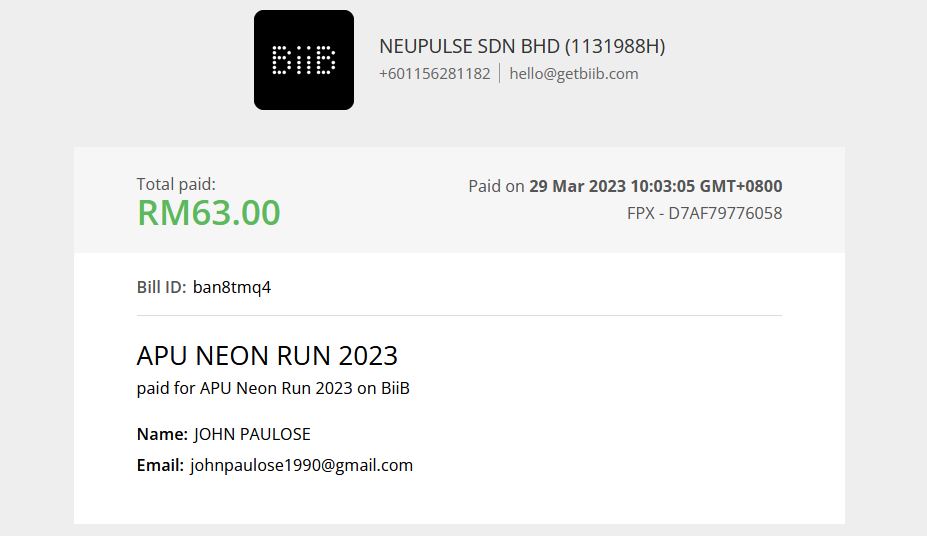 BiiB
NEUPULSE SDN BHD (1131988H)
+601156281182 | hello@getbiib.com
Total paid:
RM63.00
Paid on 29 Mar 2023 10:03:05 GMT+0800
FPX - D7AF79776058
Bill ID: ban8tmq4
APU NEON RUN 2023
paid for APU Neon Run 2023 on BiiB
Name: JOHN PAULOSE
Email: johnpaulose1990@gmail.com